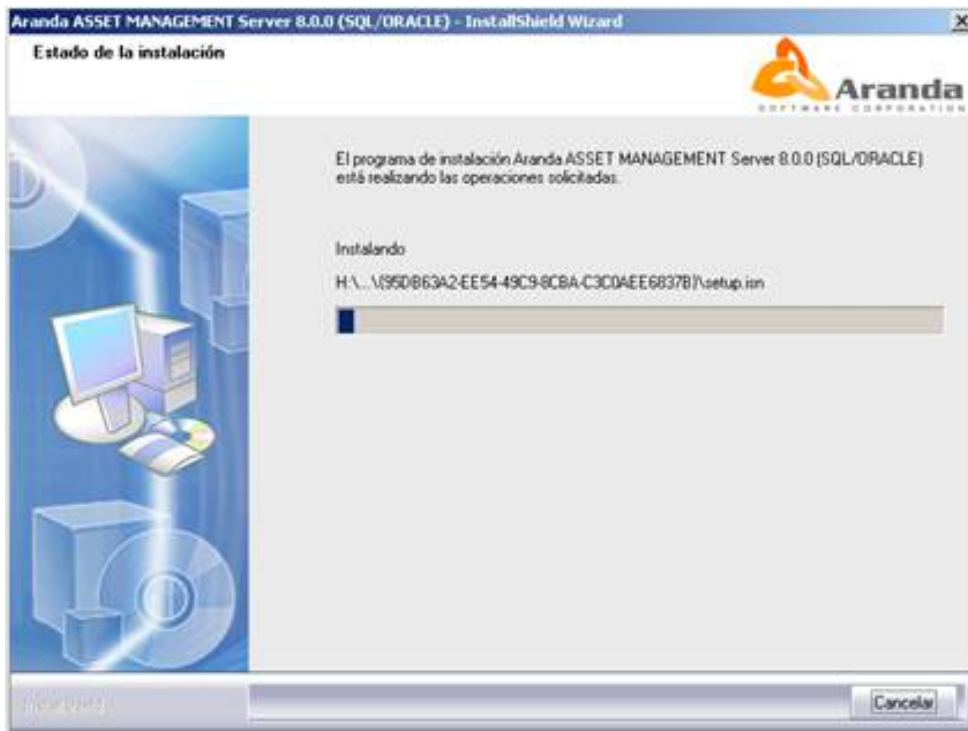 Aranda ASSET MANAGEMENT Server 8.0.0 (SQL/ORACLE) - InstallShield Wizard
Estado de la instalación
Aranda
SOFTWARE CORPORATION
El programa de instalación Aranda ASSET MANAGEMENT Server 8.0.0 (SQL/ORACLE)
está realizando las operaciones solicitadas.
Instalando
H:\...\{95DB63A2-EE54-49C9-8CBA-C3C0AEE6837B}\setup.isn
InstallShield
Cancelar